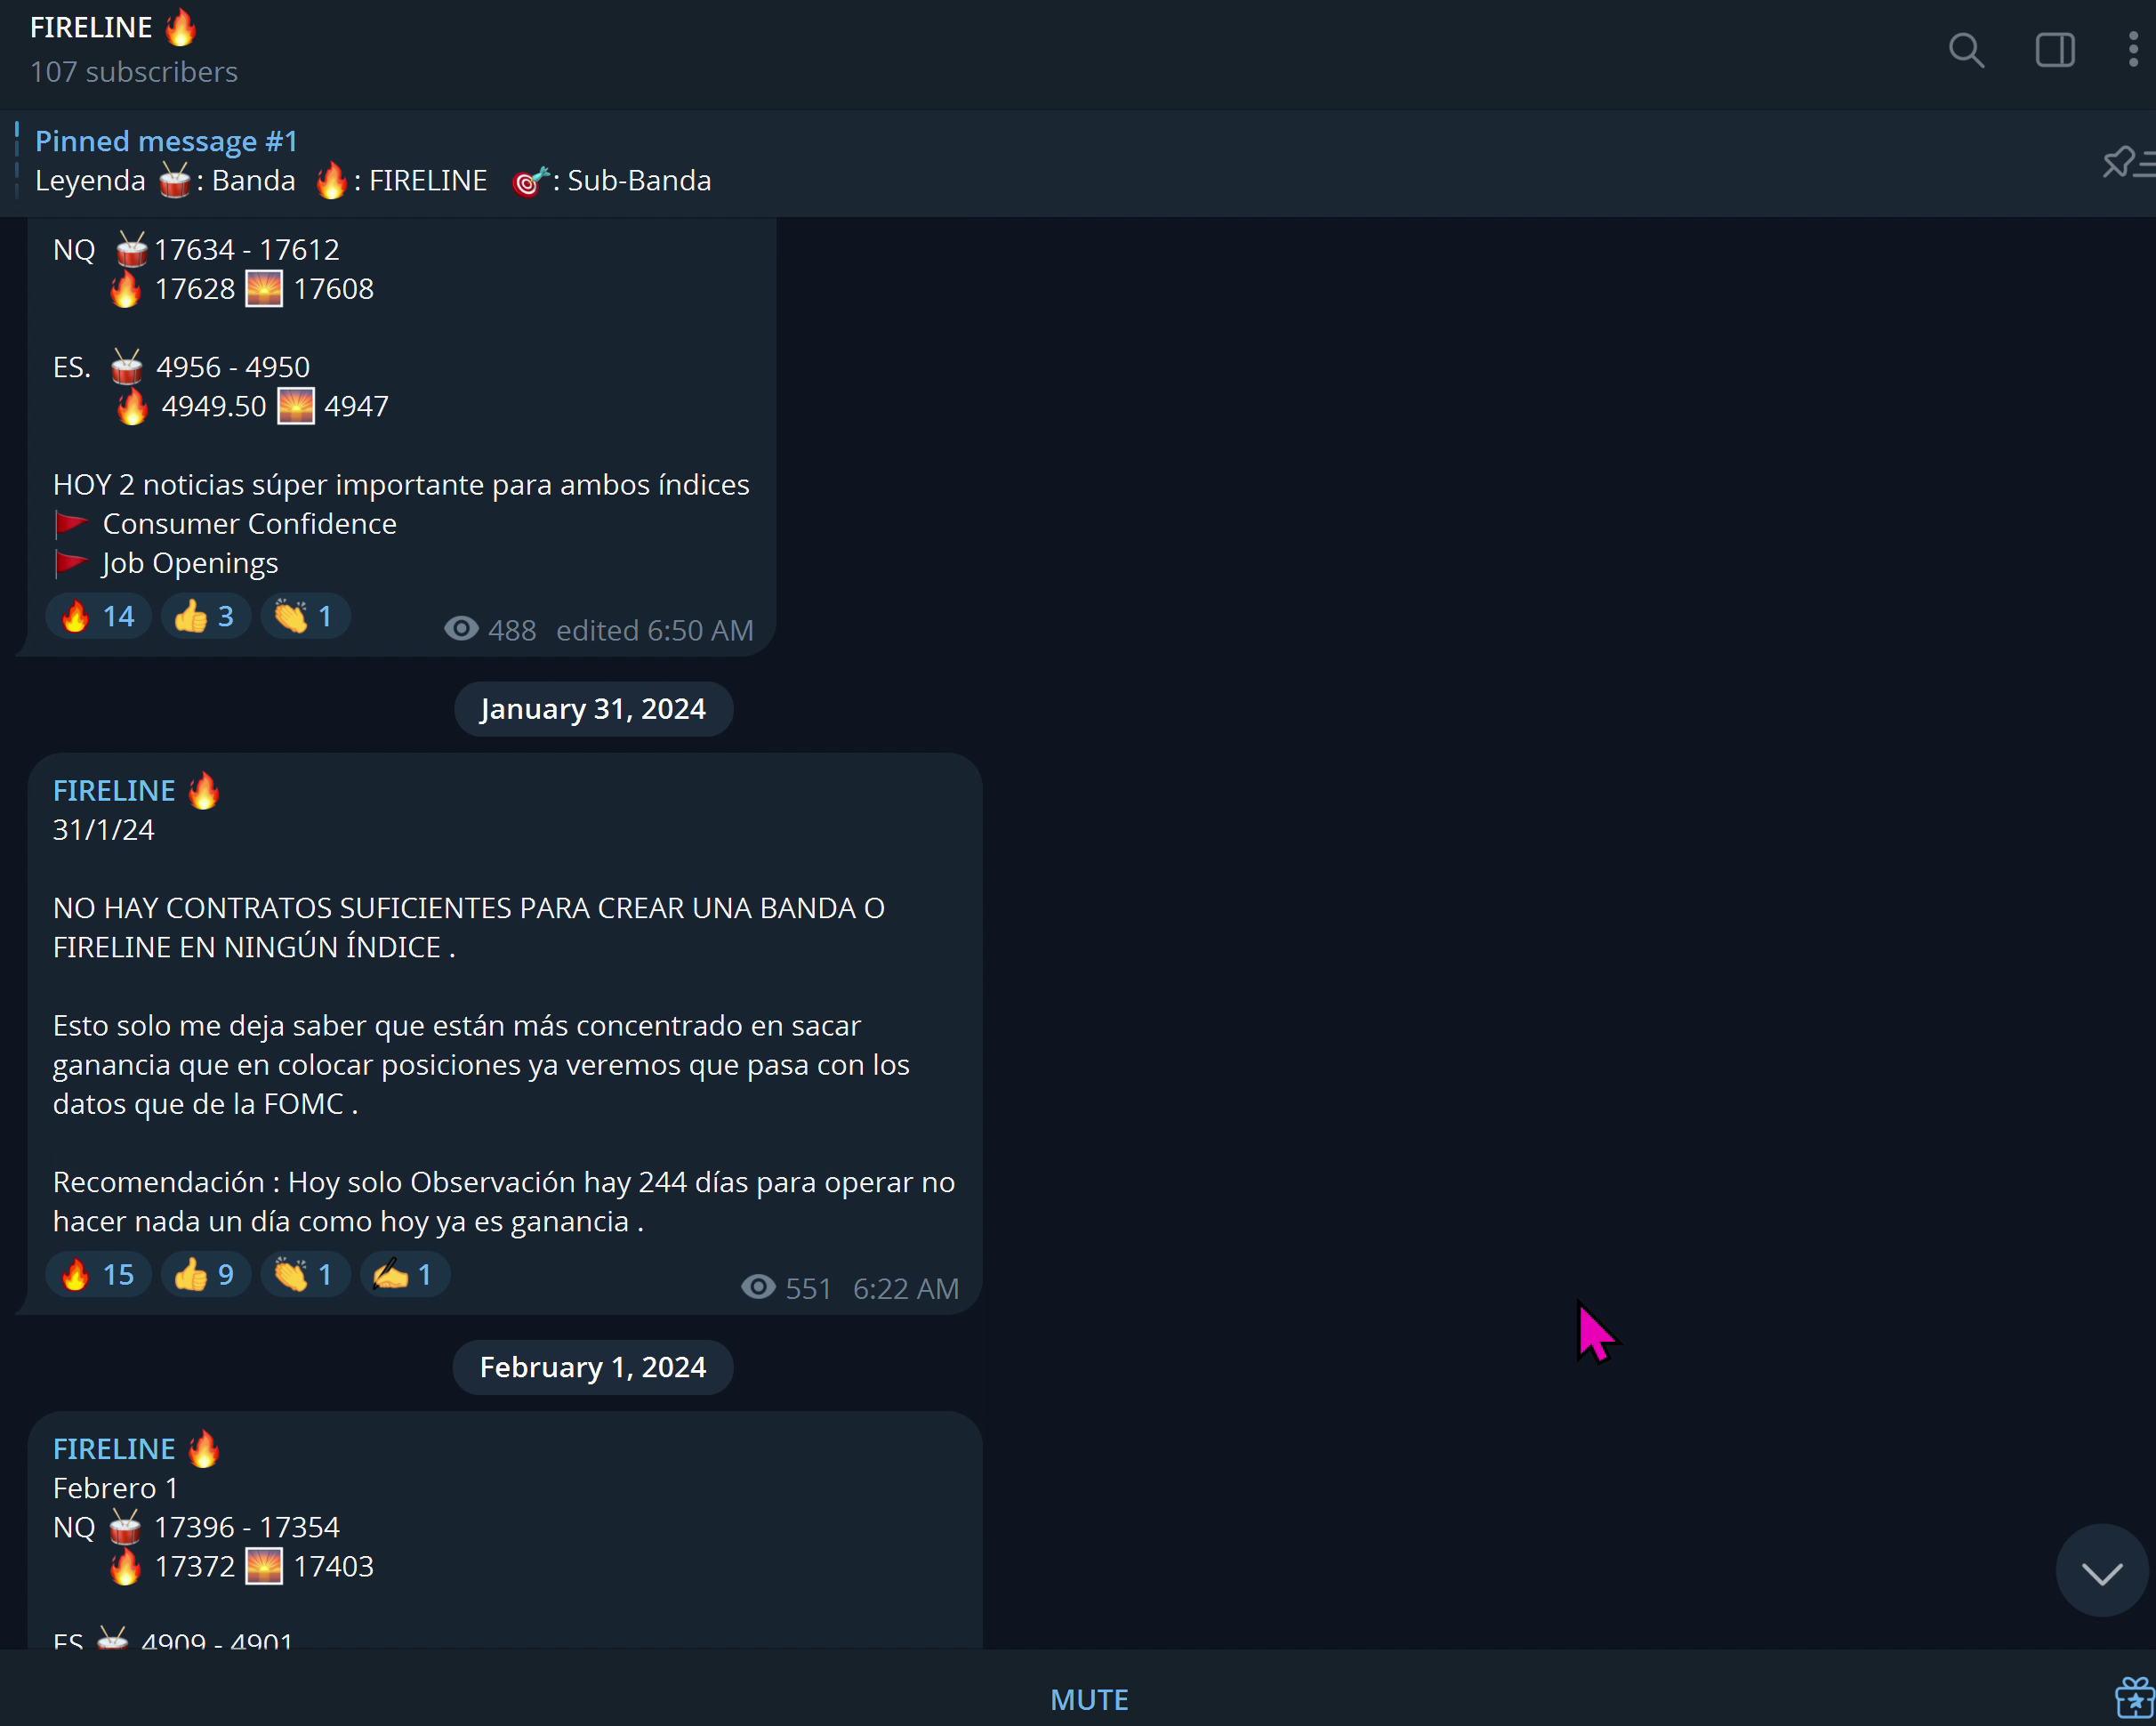 FIRELINE 🔥
107 subscribers
Pinned message #1
Leyenda 🥁: Banda 🔥: FIRELINE 🎯: Sub-Banda
NQ 🥁17634 - 17612
🔥 17628 🌅 17608
ES. 🥁 4956 - 4950
🔥 4949.50 🌅 4947
HOY 2 noticias súper importante para ambos índices
🚩 Consumer Confidence
🚩 Job Openings
🔥 14 👍 3 👏 1 488 edited 6:50 AM
January 31, 2024
FIRELINE 🔥
31/1/24
NO HAY CONTRATOS SUFICIENTES PARA CREAR UNA BANDA O
FIRELINE EN NINGÚN ÍNDICE .
Esto solo me deja saber que están más concentrado en sacar
ganancia que en colocar posiciones ya veremos que pasa con los
datos que de la FOMC .
Recomendación : Hoy solo Observación hay 244 días para operar no
hacer nada un día como hoy ya es ganancia .
🔥 15 👍 9 👏 1 ✍️ 1 551 6:22 AM
February 1, 2024
FIRELINE 🔥
Febrero 1
NQ 🥁 17396 - 17354
🔥 17372 🌅 17403
ES 🥁 4909 - 4901
MUTE